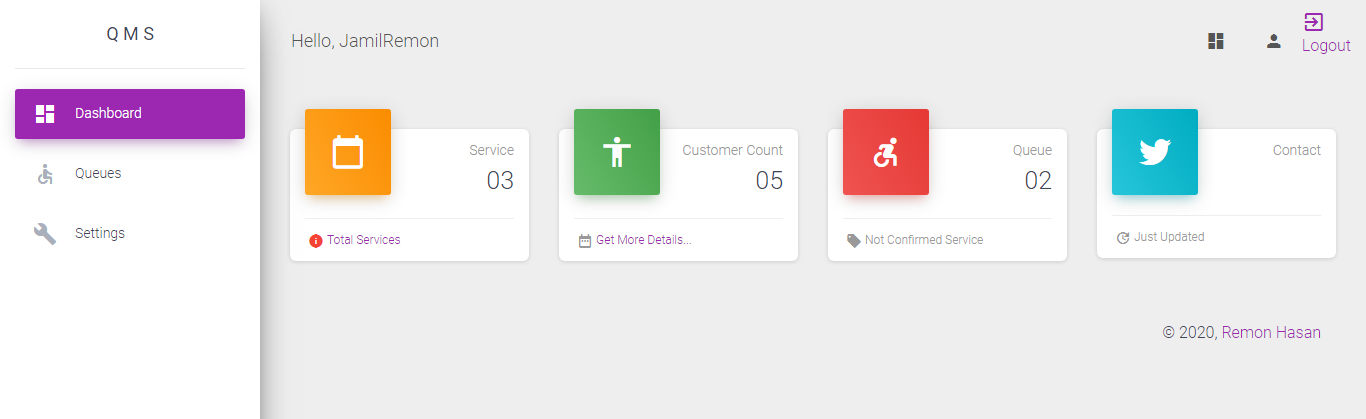 QMS
Dashboard
Queues
Settings
Hello, JamilRemon
Logout
Service
03
Total Services
Customer Count
05
Get More Details...
Queue
02
Not Confirmed Service
Contact
Just Updated
© 2020, Remon Hasan